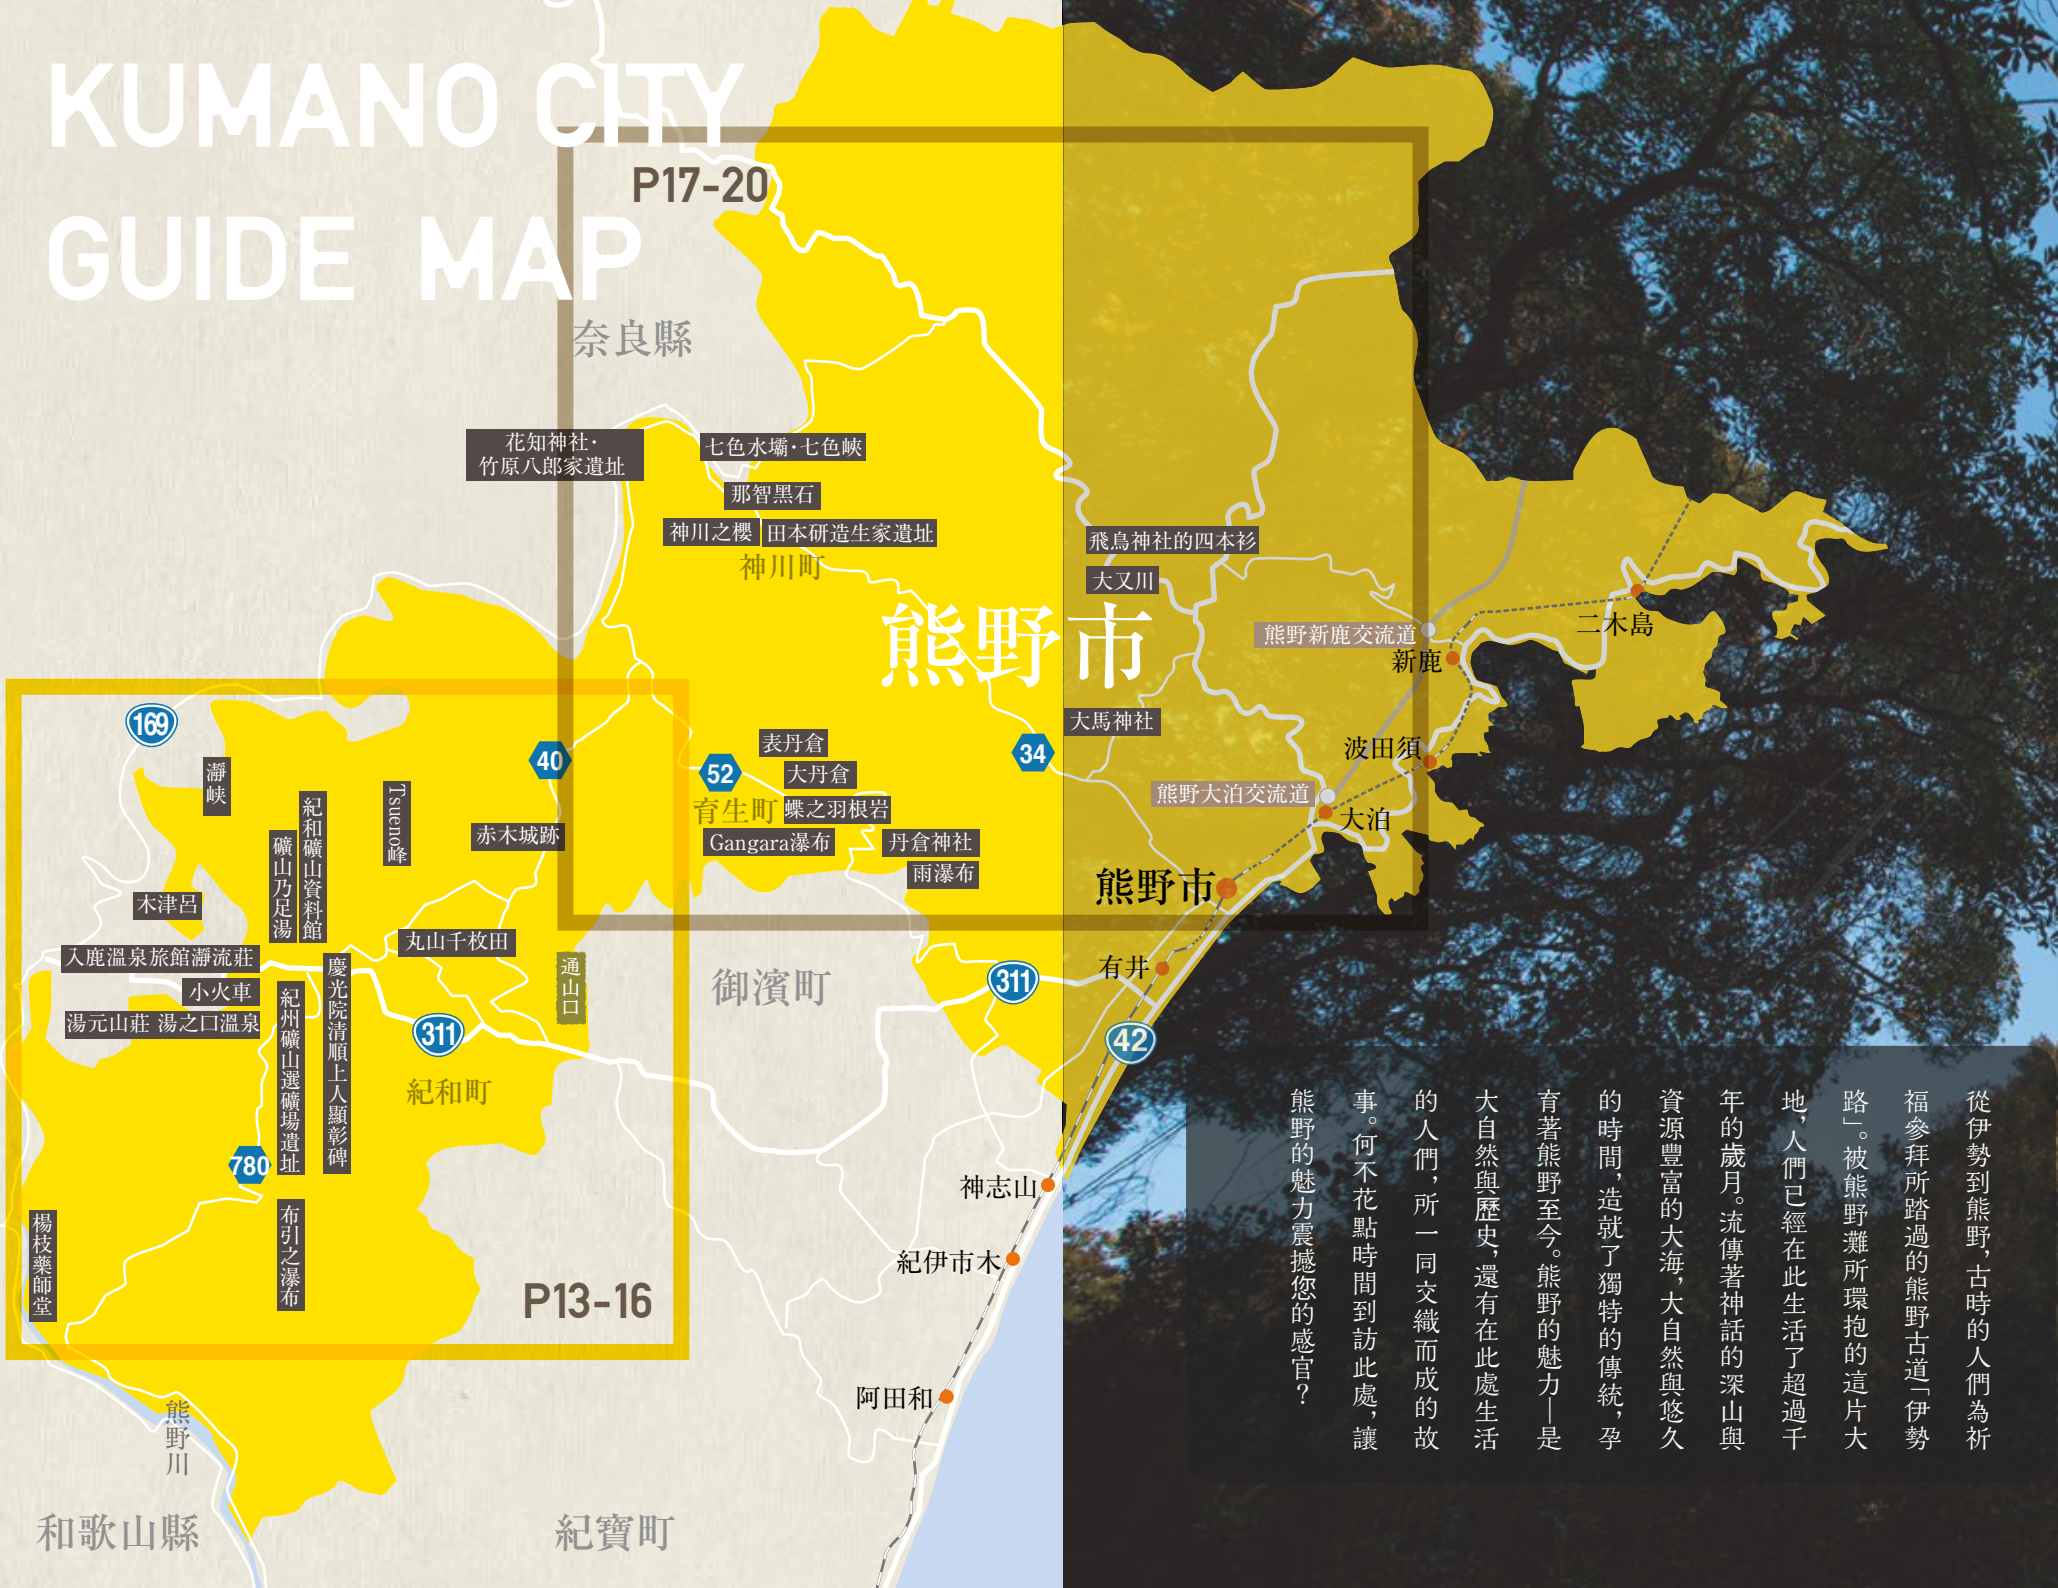 KUMANO CITY
GUIDE MAP
P17-20
奈良縣
花知神社・
竹原八郎家遺址
七色水壩・七色峽
那智黑石
神川之櫻
田本研造生家遺址
神川町
飛鳥神社的四本衫
大又川
熊野市
熊野新鹿交流道
新鹿
二木島
大馬神社
波田須
熊野大泊交流道
大泊
169
40
52
34
表丹倉
大丹倉
育生町
蝶之羽根岩
Gangara瀑布
丹倉神社
雨瀑布
瀞峡
紀和礦山資料館
礦山乃足湯
Tsueno峰
赤木城跡
木津呂
熊野市
有井
入鹿溫泉旅館瀞流莊
小火車
湯元山莊 湯之口溫泉
丸山千枚田
通山口
慶光院清順上人顯彰碑
紀州礦山選礦場遺址
御濱町
311
311
42
紀和町
780
布引之瀑布
楊枝藥師堂
P13-16
神志山
紀伊市木
阿田和
熊野川
和歌山縣
紀寶町
從伊勢到熊野，古時的人們為祈
福參拜所踏過的熊野古道「伊勢
路」。被熊野灘所環抱的這片大
地，人們已經在此生活了超過千
年的歲月。流傳著神話的深山與
資源豐富的大海，大自然與悠久
的時間，造就了獨特的傳統，孕
育著熊野至今。熊野的魅力—是
大自然與歷史，還有在此處生活
的人們，所一同交織而成的故
事。何不花點時間到訪此處，讓
熊野的魅力震撼您的感官？